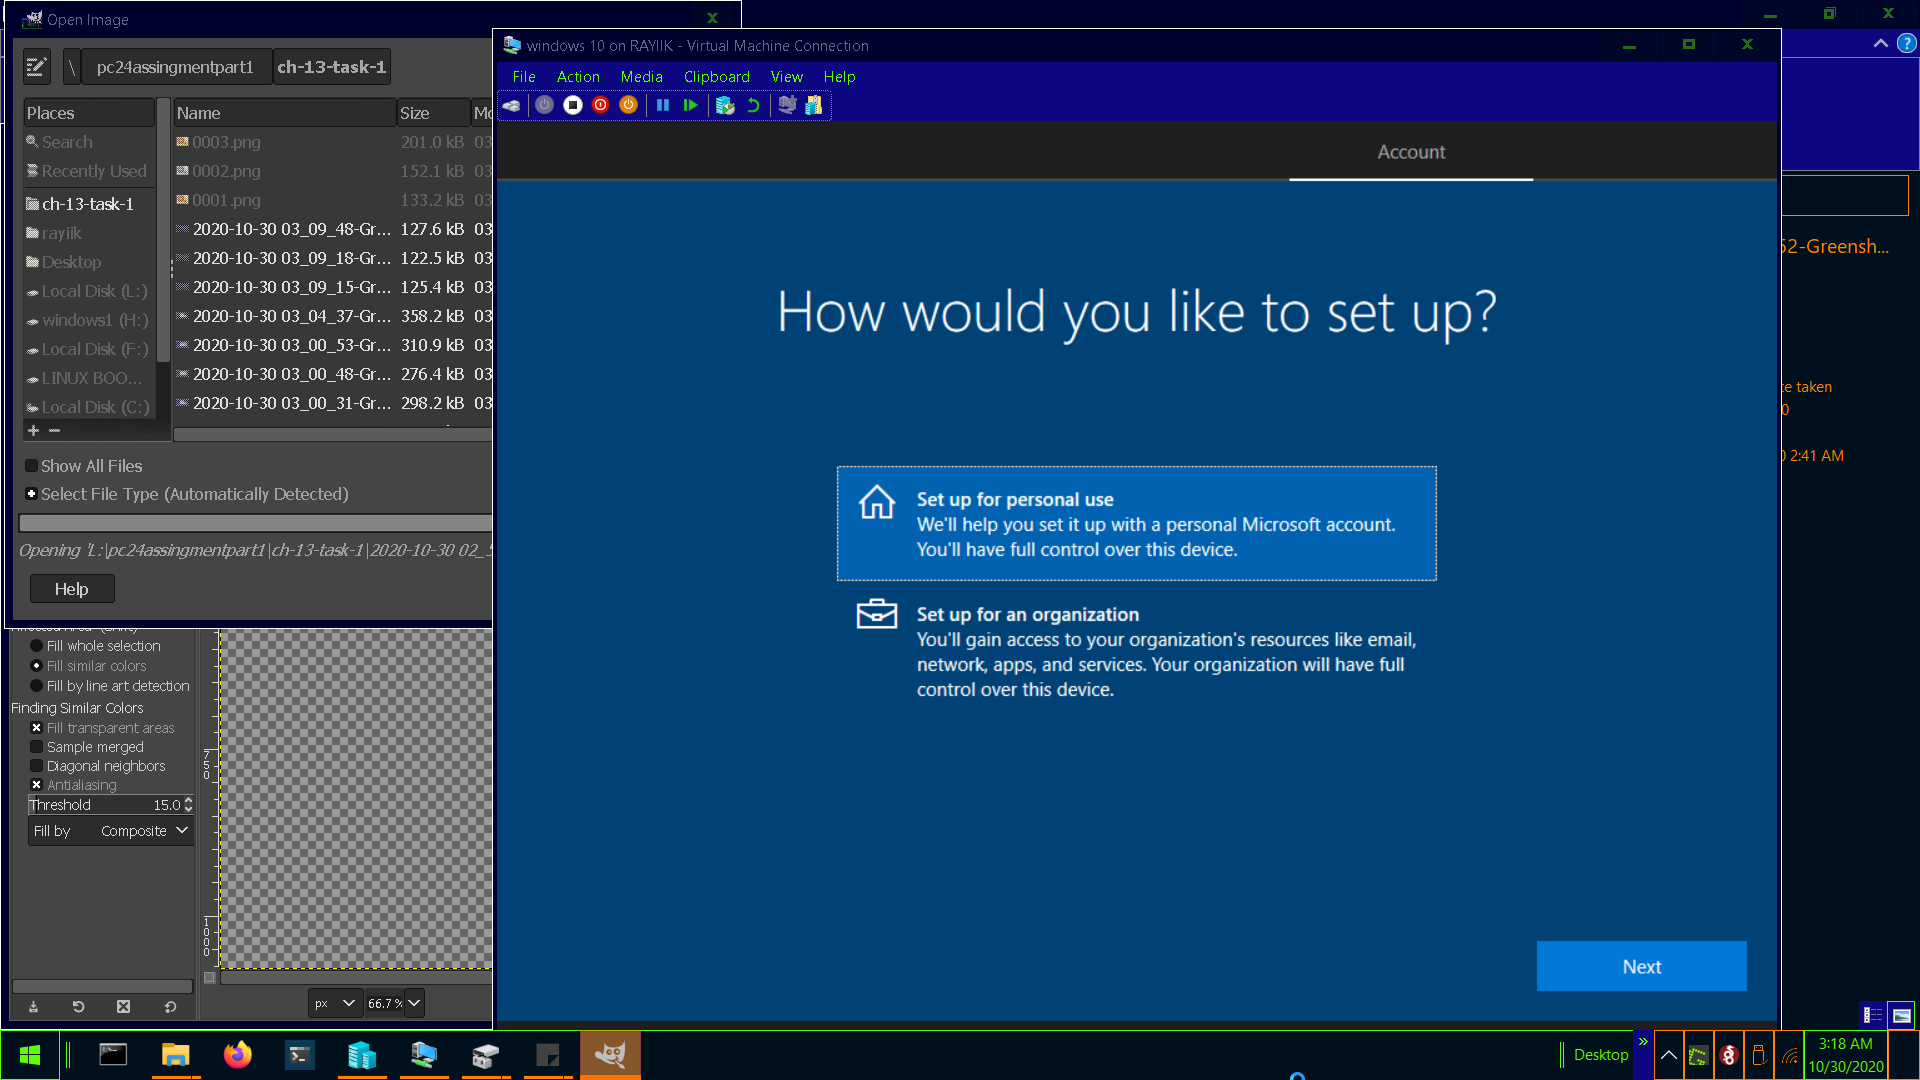 Open Image
\
pc24assingmentpart1
ch-13-task-1
Places
Search
Recently Used
ch-13-task-1
rayiik
Desktop
Local Disk (L:)
windows1 (H:)
Local Disk (F:)
LINUX BOO...
Local Disk (C:)
Name Size Mo
0003.png 201.0 kB 03
0002.png 152.1 kB 03
0001.png 133.2 kB 03
2020-10-30 03_09_48-Gr... 127.6 kB 03
2020-10-30 03_09_18-Gr... 122.5 kB 03
2020-10-30 03_09_15-Gr... 125.4 kB 03
2020-10-30 03_04_37-Gr... 358.2 kB 03
2020-10-30 03_00_53-Gr... 310.9 kB 03
2020-10-30 03_00_48-Gr... 276.4 kB 03
2020-10-30 03_00_31-Gr... 298.2 kB 03
Show All Files
Select File Type (Automatically Detected)
Opening 'L:\pc24assingmentpart1\ch-13-task-1\2020-10-30 02_
Help
Fill whole selection
Fill similar colors
Fill by line art detection
Finding Similar Colors
Fill transparent areas
Sample merged
Diagonal neighbors
Antialiasing
Threshold 15.0
Fill by Composite
750
1000
px
66.7 %
windows 10 on RAYIIK - Virtual Machine Connection
File Action Media Clipboard View Help
Account
How would you like to set up?
Set up for personal use
We'll help you set it up with a personal Microsoft account.
You'll have full control over this device.
Set up for an organization
You'll gain access to your organization's resources like email,
network, apps, and services. Your organization will have full
control over this device.
Next
52-Greensh...
te taken
0
0 2:41 AM
Desktop
3:18 AM
10/30/2020